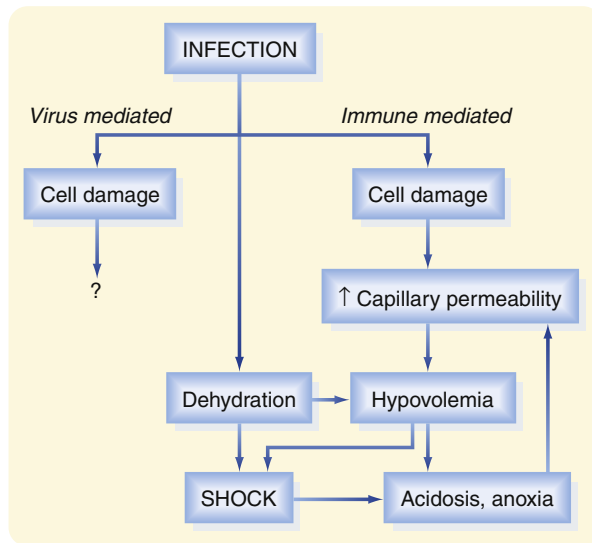 INFECTION
Virus mediated
Immune mediated
Cell damage
Cell damage
?
↑ Capillary permeability
Dehydration
Hypovolemia
SHOCK
Acidosis, anoxia